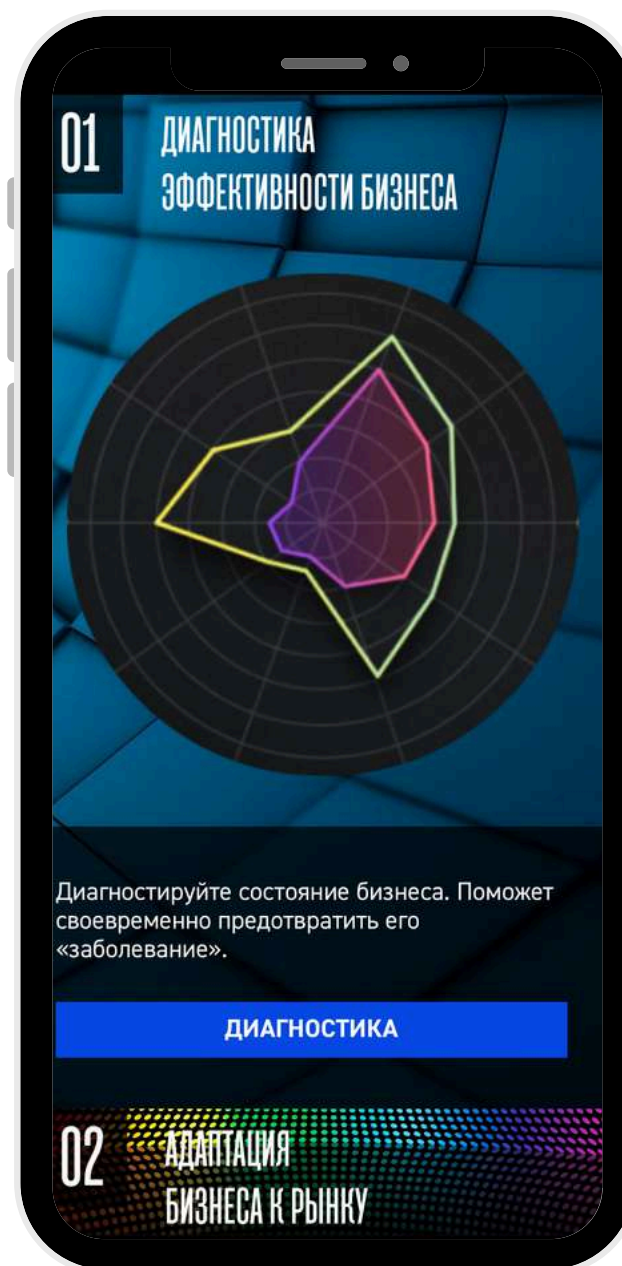 01
ДИАГНОСТИКА
ЭФФЕКТИВНОСТИ БИЗНЕСА
Диагностируйте состояние бизнеса. Поможет
своевременно предотвратить его
«заболевание».
ДИАГНОСТИКА
02
АДАПТАЦИЯ
БИЗНЕСА К РЫНКУ